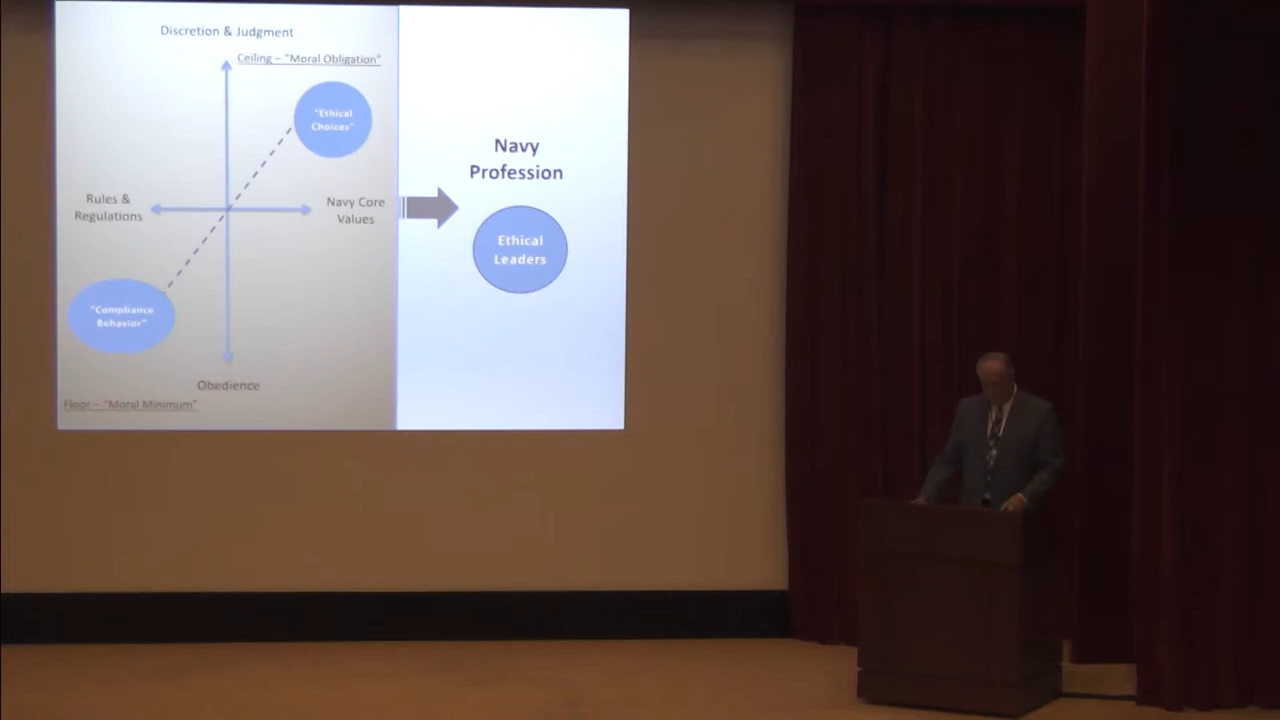 Discretion & Judgment
Ceiling – "Moral Obligation"
"Ethical
Choices"
Rules &
Regulations
Navy Core
Values
"Compliance
Behavior"
Obedience
Floor – "Moral Minimum"
Navy
Profession
Ethical
Leaders